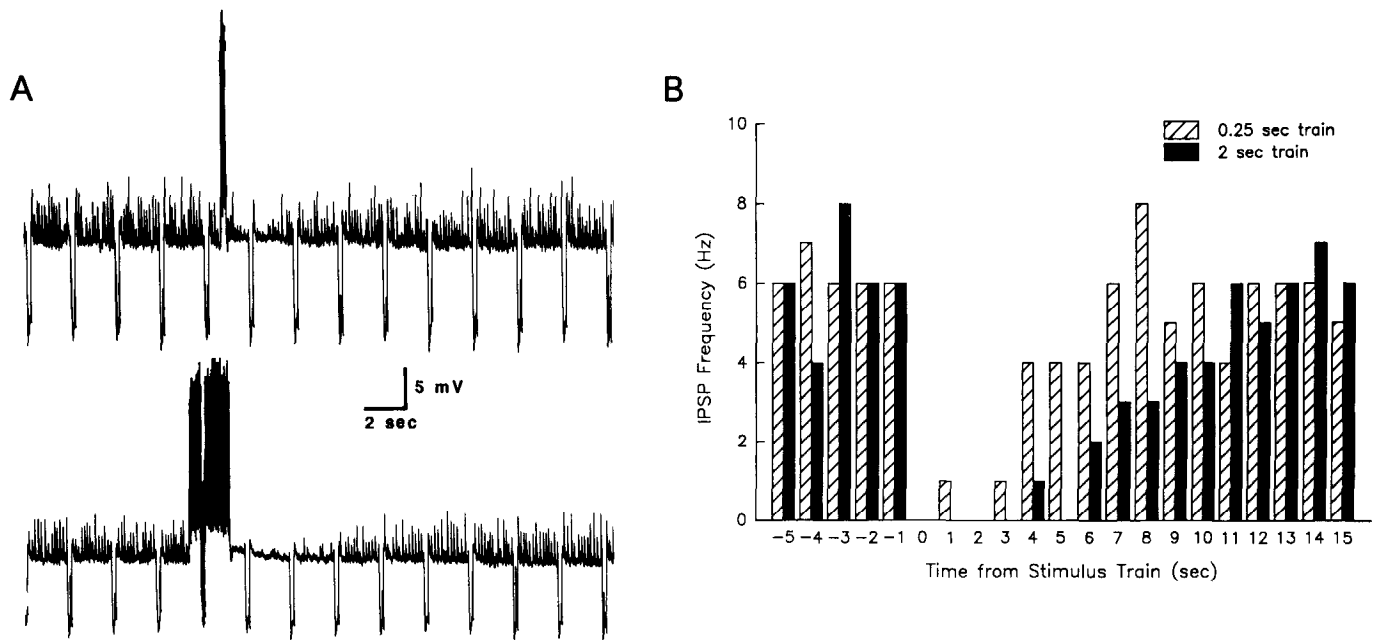 A
5 mV
2 sec
B
0.25 sec train
2 sec train
IPSP Frequency (Hz)
10
8
6
4
2
0
-5 -4 -3 -2 -1 0 1 2 3 4 5 6 7 8 9 10 11 12 13 14 15
Time from Stimulus Train (sec)